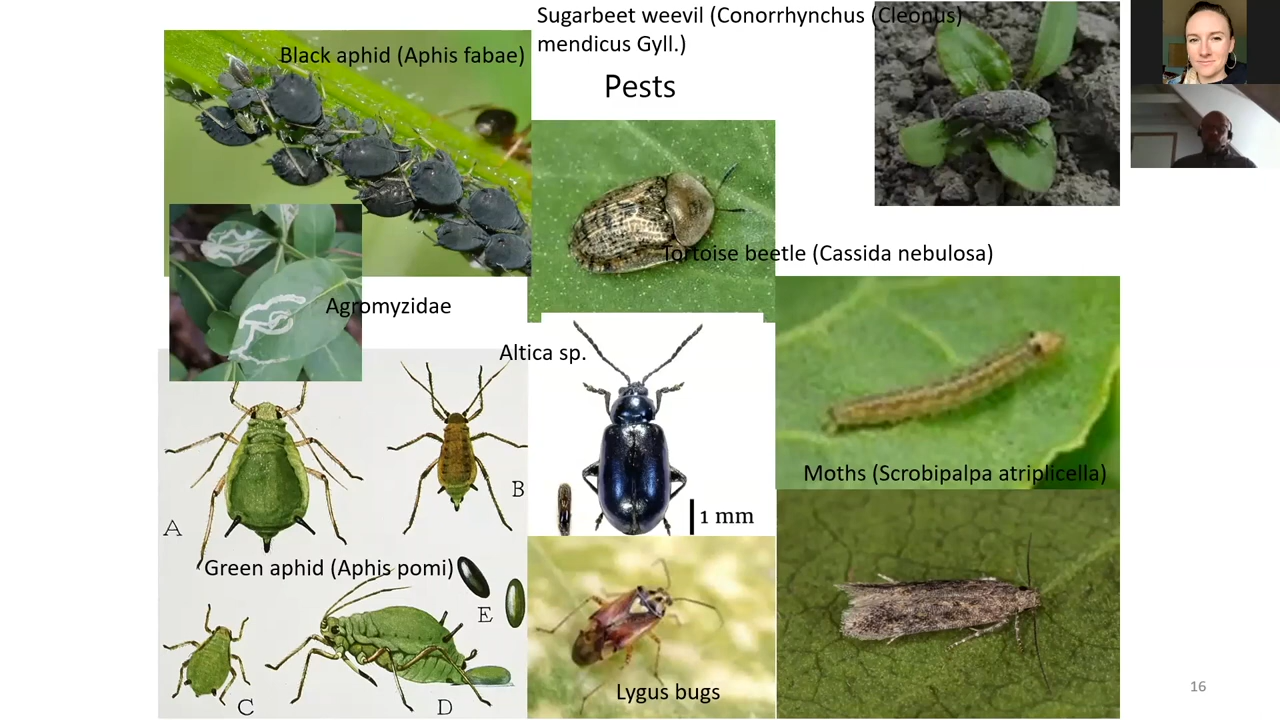 Sugarbeet weevil (Conorrhynchus (Cleonus)
mendicus Gyll.)
Black aphid (Aphis fabae)
Pests
Tortoise beetle (Cassida nebulosa)
Agromyzidae
Altica sp.
Moths (Scrobipalpa atriplicella)
B
A
1 mm
Green aphid (Aphis pomi)
E
C
D
Lygus bugs
16